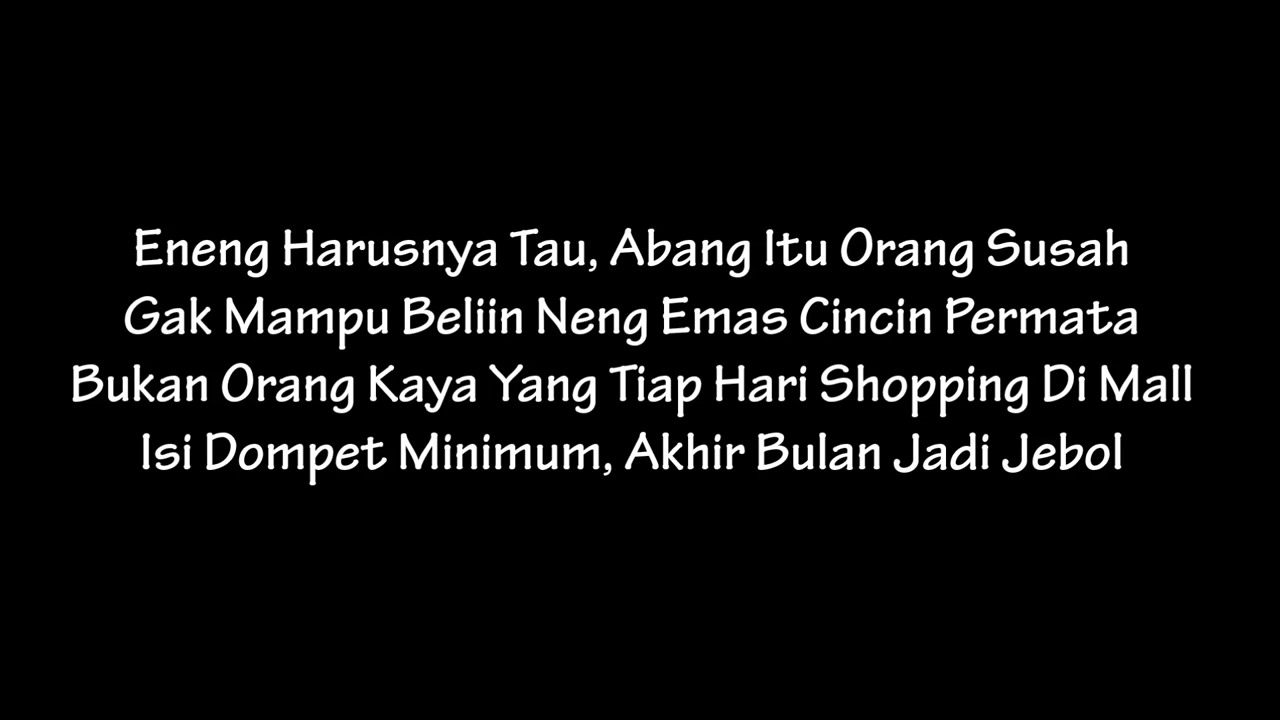 Eneng Harusnya Tau, Abang Itu Orang Susah
Gak Mampu Beliin Neng Emas Cincin Permata
Bukan Orang Kaya Yang Tiap Hari Shopping Di Mall
Isi Dompet Minimum, Akhir Bulan Jadi Jebol